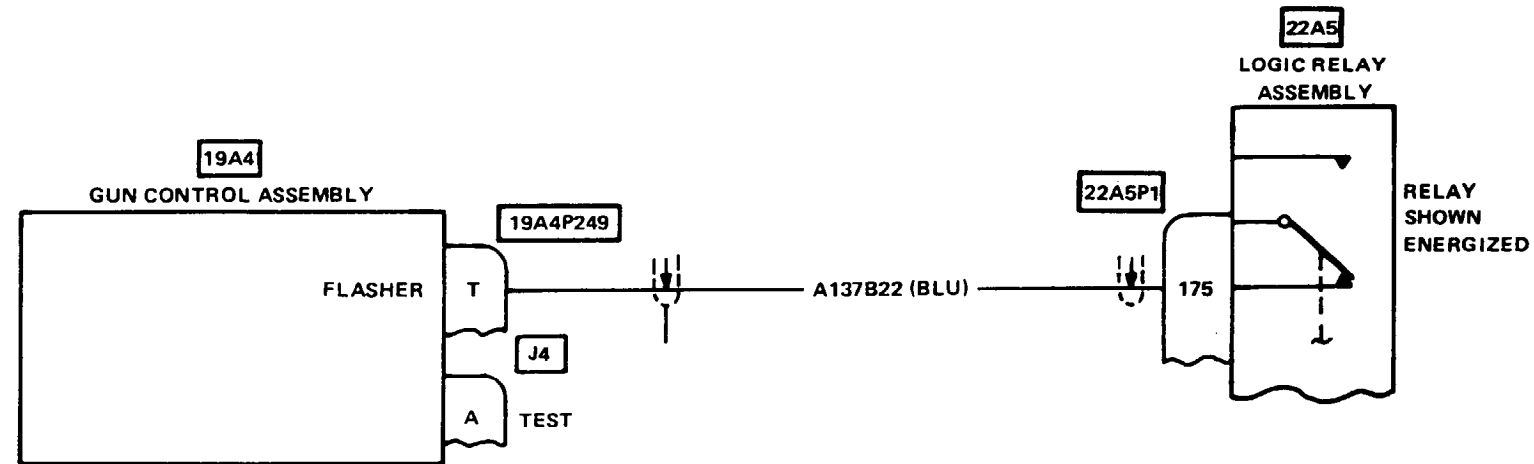 22A5
LOGIC RELAY
ASSEMBLY
19A4
GUN CONTROL ASSEMBLY
22A5P1
RELAY
SHOWN
ENERGIZED
19A4P249
FLASHER
T
A137B22 (BLU)
175
J4
A
TEST